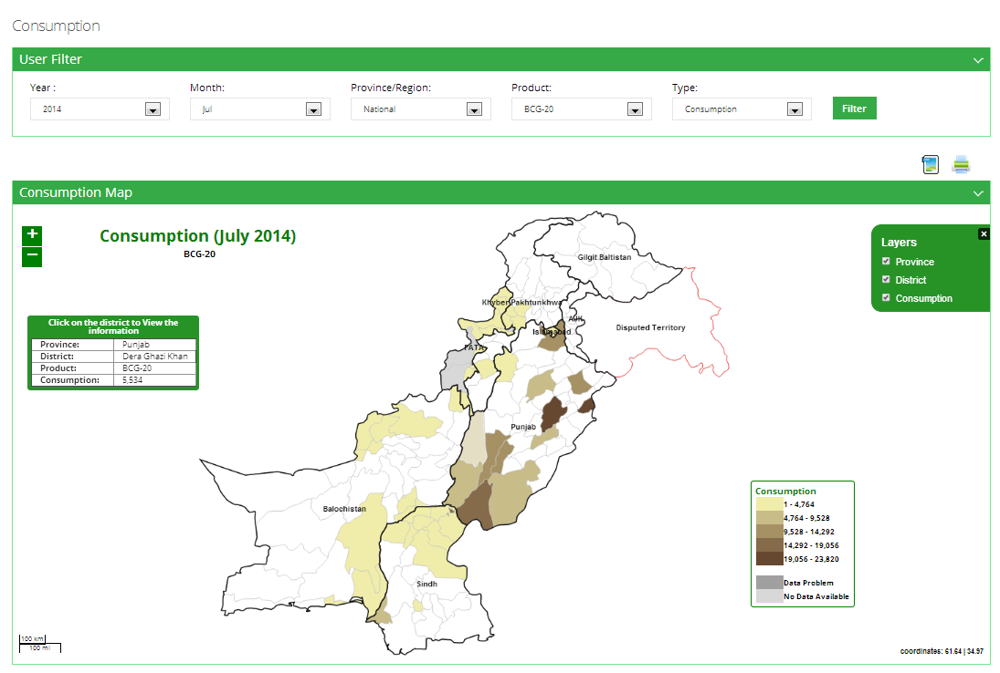 Consumption
User Filter
Year :
Month:
Province/Region:
Product:
Type:
2014
Jul
National
BCG-20
Consumption
Filter
Consumption Map
+
−
Consumption (July 2014)
BCG-20
Layers
Province
District
Consumption
Click on the district to View the
information
Province: Punjab
District: Dera Ghazi Khan
Product: BCG-20
Consumption: 5,534
Gilgit Baltistan
Khyber Pakhtunkhwa
AJK
Islamabad
Disputed Territory
FATA
Punjab
Balochistan
Sindh
Consumption
1 - 4,764
4,764 - 9,528
9,528 - 14,292
14,292 - 19,056
19,056 - 23,820
Data Problem
No Data Available
100 km
100 mi
coordinates: 61.64 | 34.97